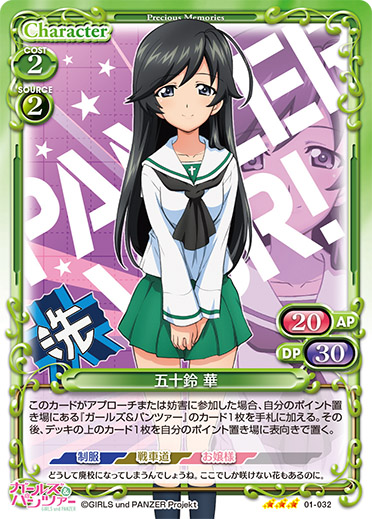 Precious Memories
Character
COST
2
SOURCE
2
PANZER
洗
20 AP
DP 30
五十鈴 華
このカードがアプローチまたは妨害に参加した場合、自分のポイント置
き場にある「ガールズ&パンツァー」のカード1枚を手札に加える。その
後、デッキの上のカード1枚を自分のポイント置き場に表向きで置く。
制服
戦車道
お嬢様
どうして廃校になってしまうんでしょうね。ここでしか咲けない花もあるのに。
ガールズ&パンツァー
GIRLS und PANZER
©GIRLS und PANZER Projekt
01-032